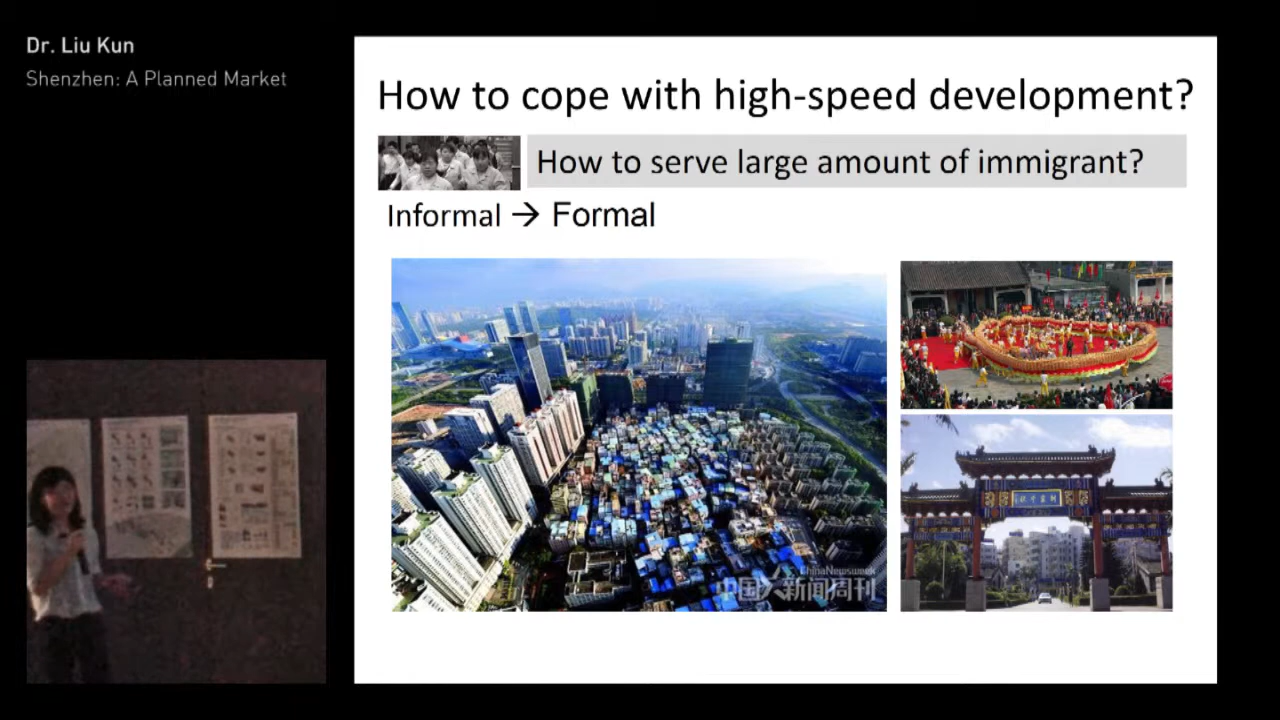 Dr. Liu Kun
Shenzhen: A Planned Market
How to cope with high-speed development?
How to serve large amount of immigrant?
Informal → Formal
ChinaNewsweek
中国新闻周刊